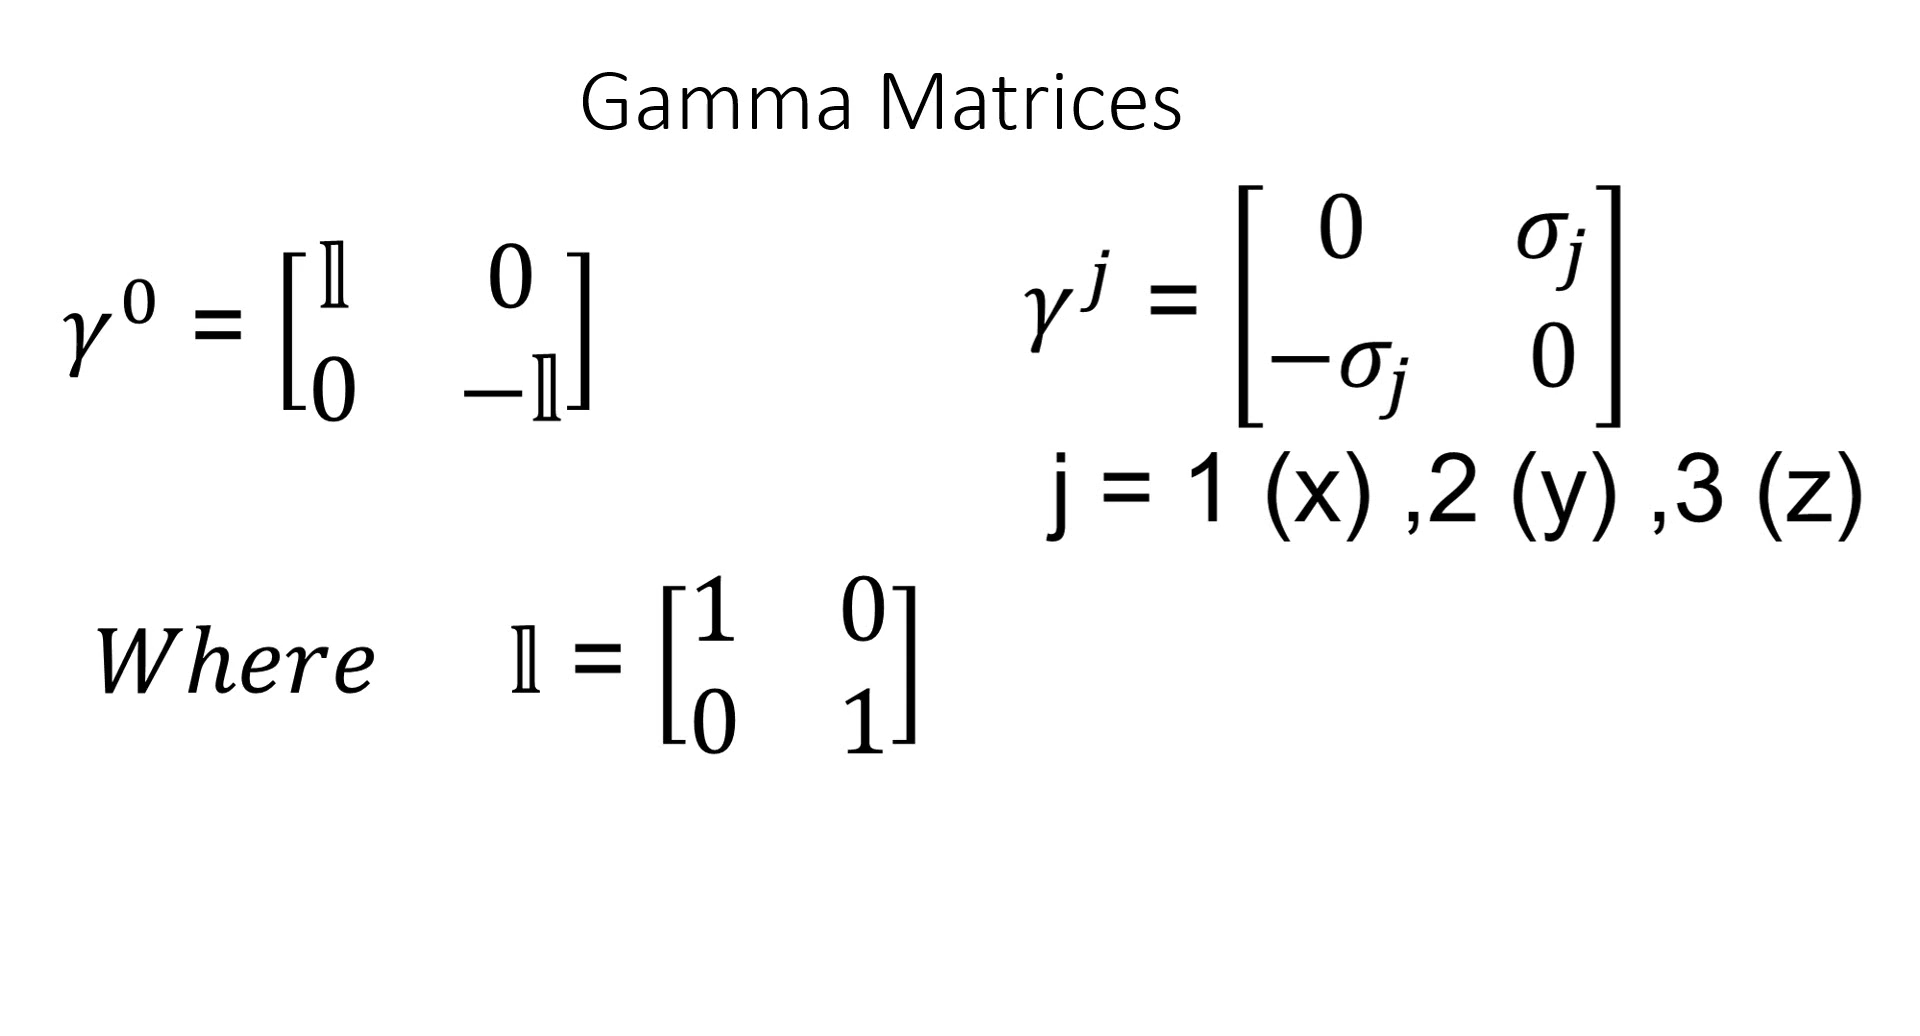 Gamma Matrices
γ⁰ = [𝟙 0; 0 −𝟙]
γ ʲ = [0 σⱼ; −σⱼ 0]
j = 1 (x) ,2 (y) ,3 (z)
Where 𝟙 = [1 0; 0 1]